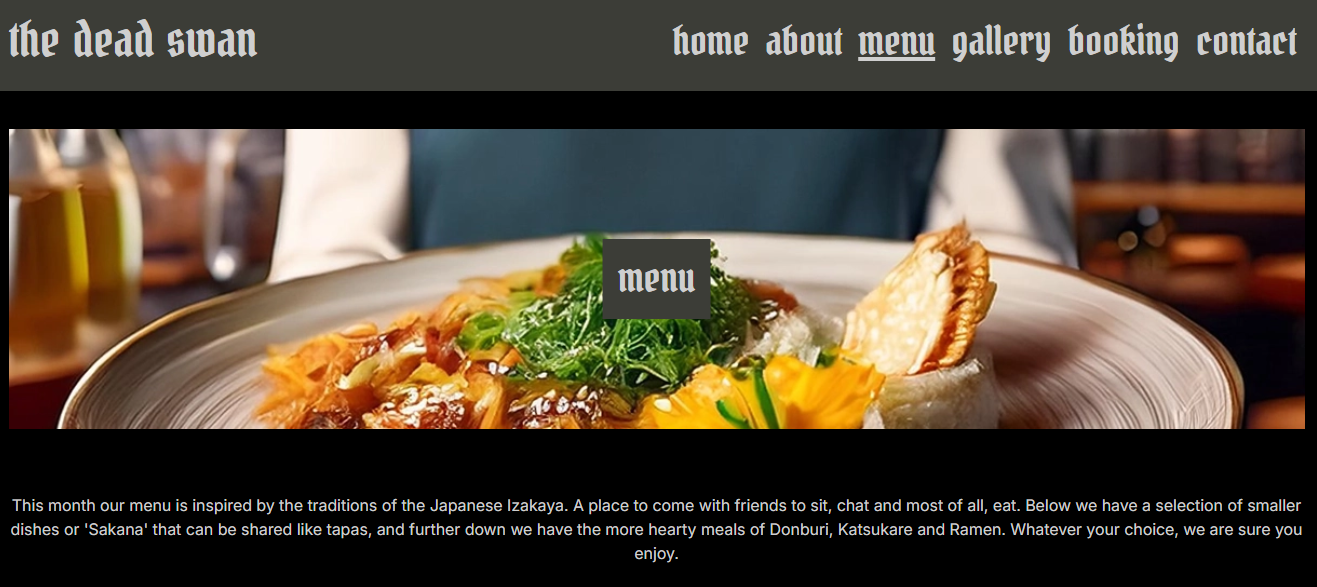 the dead swan
home about menu gallery booking contact
menu
This month our menu is inspired by the traditions of the Japanese Izakaya. A place to come with friends to sit, chat and most of all, eat. Below we have a selection of smaller
dishes or 'Sakana' that can be shared like tapas, and further down we have the more hearty meals of Donburi, Katsukare and Ramen. Whatever your choice, we are sure you
enjoy.